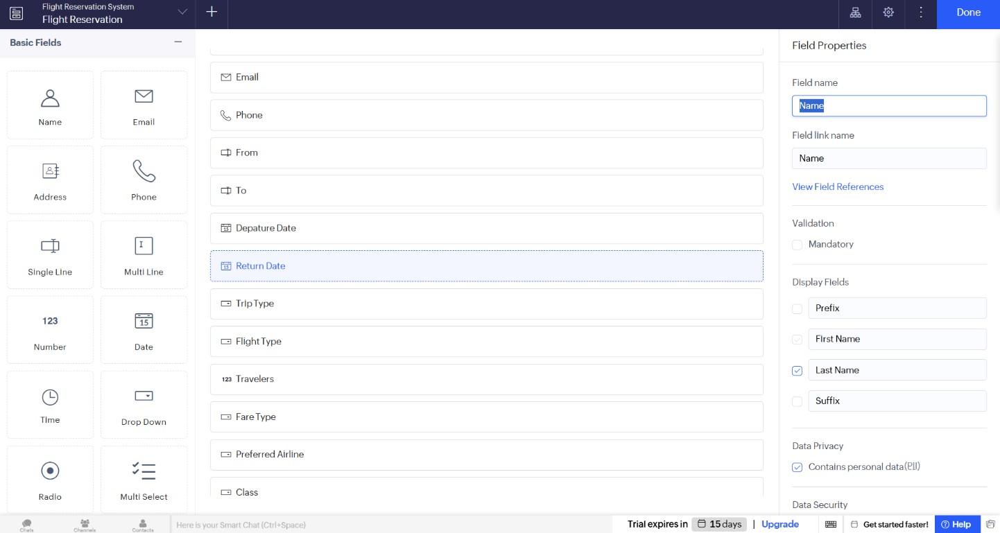 Flight Reservation System
Flight Reservation
Done
Basic Fields
Name
Email
Address
Phone
Single Line
Multi Line
123
Number
15
Date
Time
Drop Down
Radio
Multi Select
Email
Phone
From
To
15 Depature Date
15 Return Date
Trip Type
Flight Type
123 Travelers
Fare Type
Preferred Airline
Class
Field Properties
Field name
Name
Field link name
Name
View Field References
Validation
Mandatory
Display Fields
Prefix
First Name
Last Name
Suffix
Data Privacy
Contains personal data(PII)
Data Security
Chats
Channels
Contacts
Here is your Smart Chat (Ctrl+Space)
Trial expires in 15 days | Upgrade
Get started faster!
Help